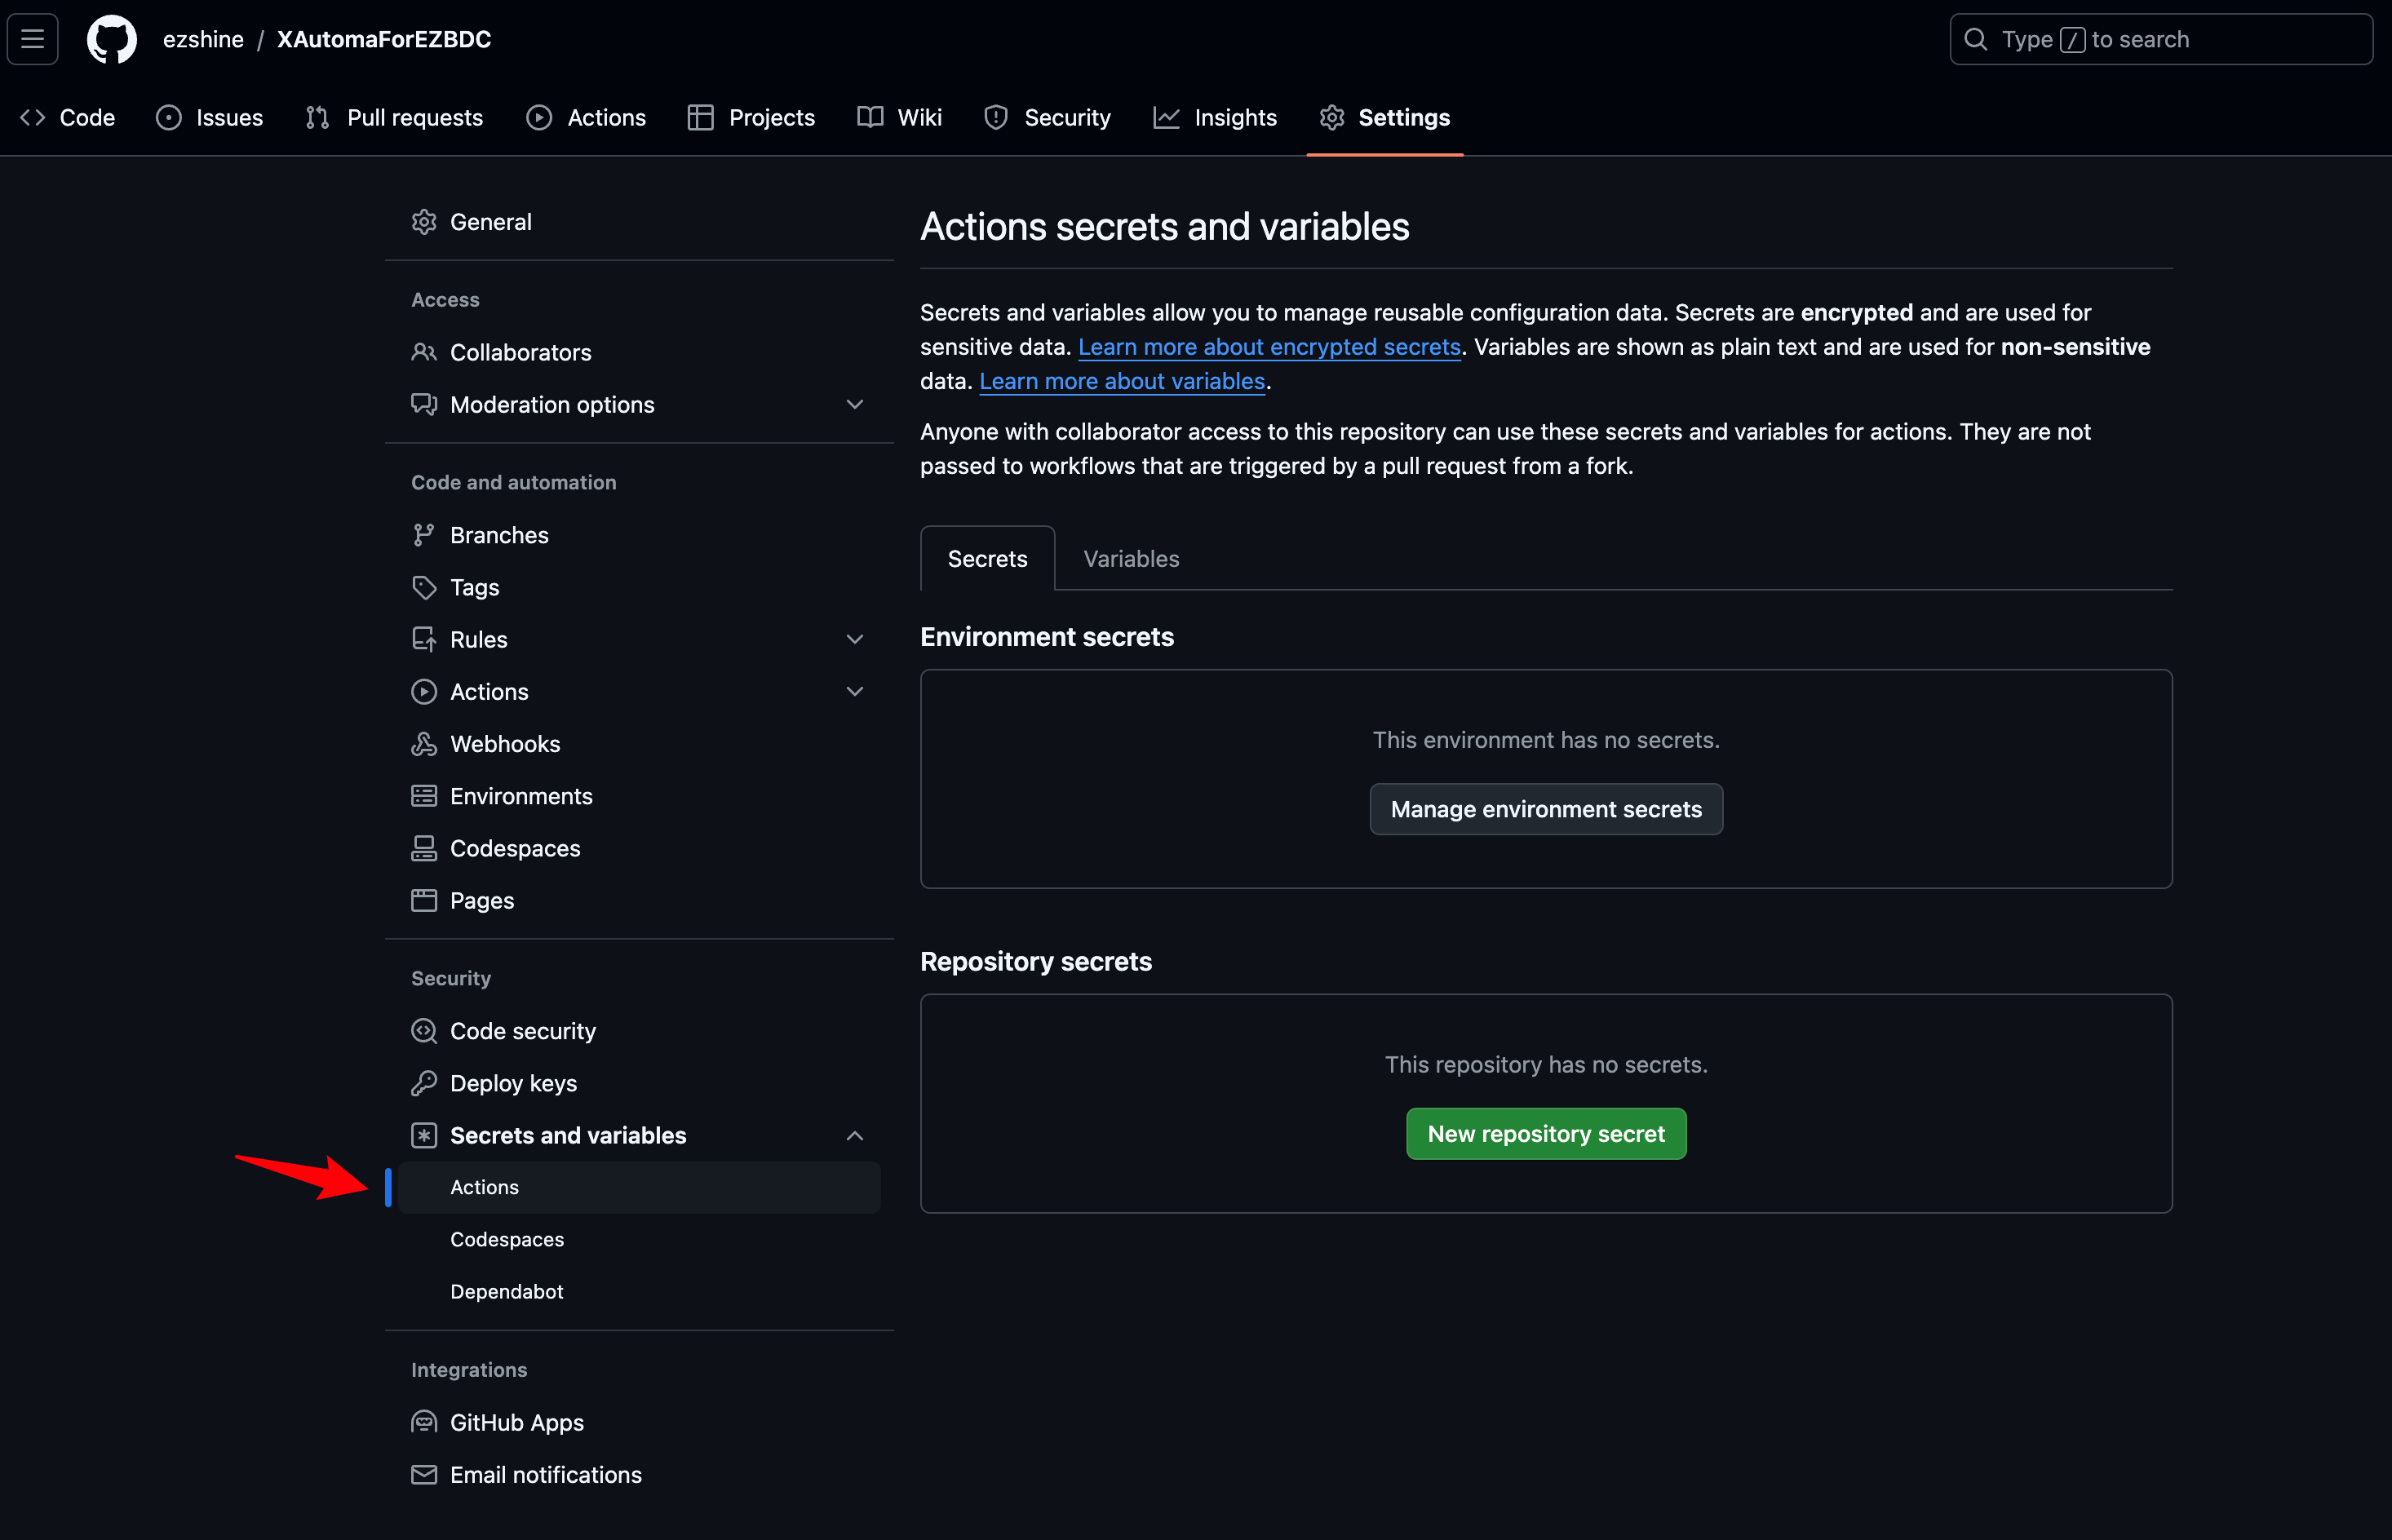 ezshine / XAutomaForEZBDC
Type / to search
Code Issues Pull requests Actions Projects Wiki Security Insights Settings
General
Access
Collaborators
Moderation options
Code and automation
Branches
Tags
Rules
Actions
Webhooks
Environments
Codespaces
Pages
Security
Code security
Deploy keys
Secrets and variables
Actions
Codespaces
Dependabot
Integrations
GitHub Apps
Email notifications
Actions secrets and variables
Secrets and variables allow you to manage reusable configuration data. Secrets are encrypted and are used for
sensitive data. Learn more about encrypted secrets. Variables are shown as plain text and are used for non-sensitive
data. Learn more about variables.
Anyone with collaborator access to this repository can use these secrets and variables for actions. They are not
passed to workflows that are triggered by a pull request from a fork.
Secrets Variables
Environment secrets
This environment has no secrets.
Manage environment secrets
Repository secrets
This repository has no secrets.
New repository secret